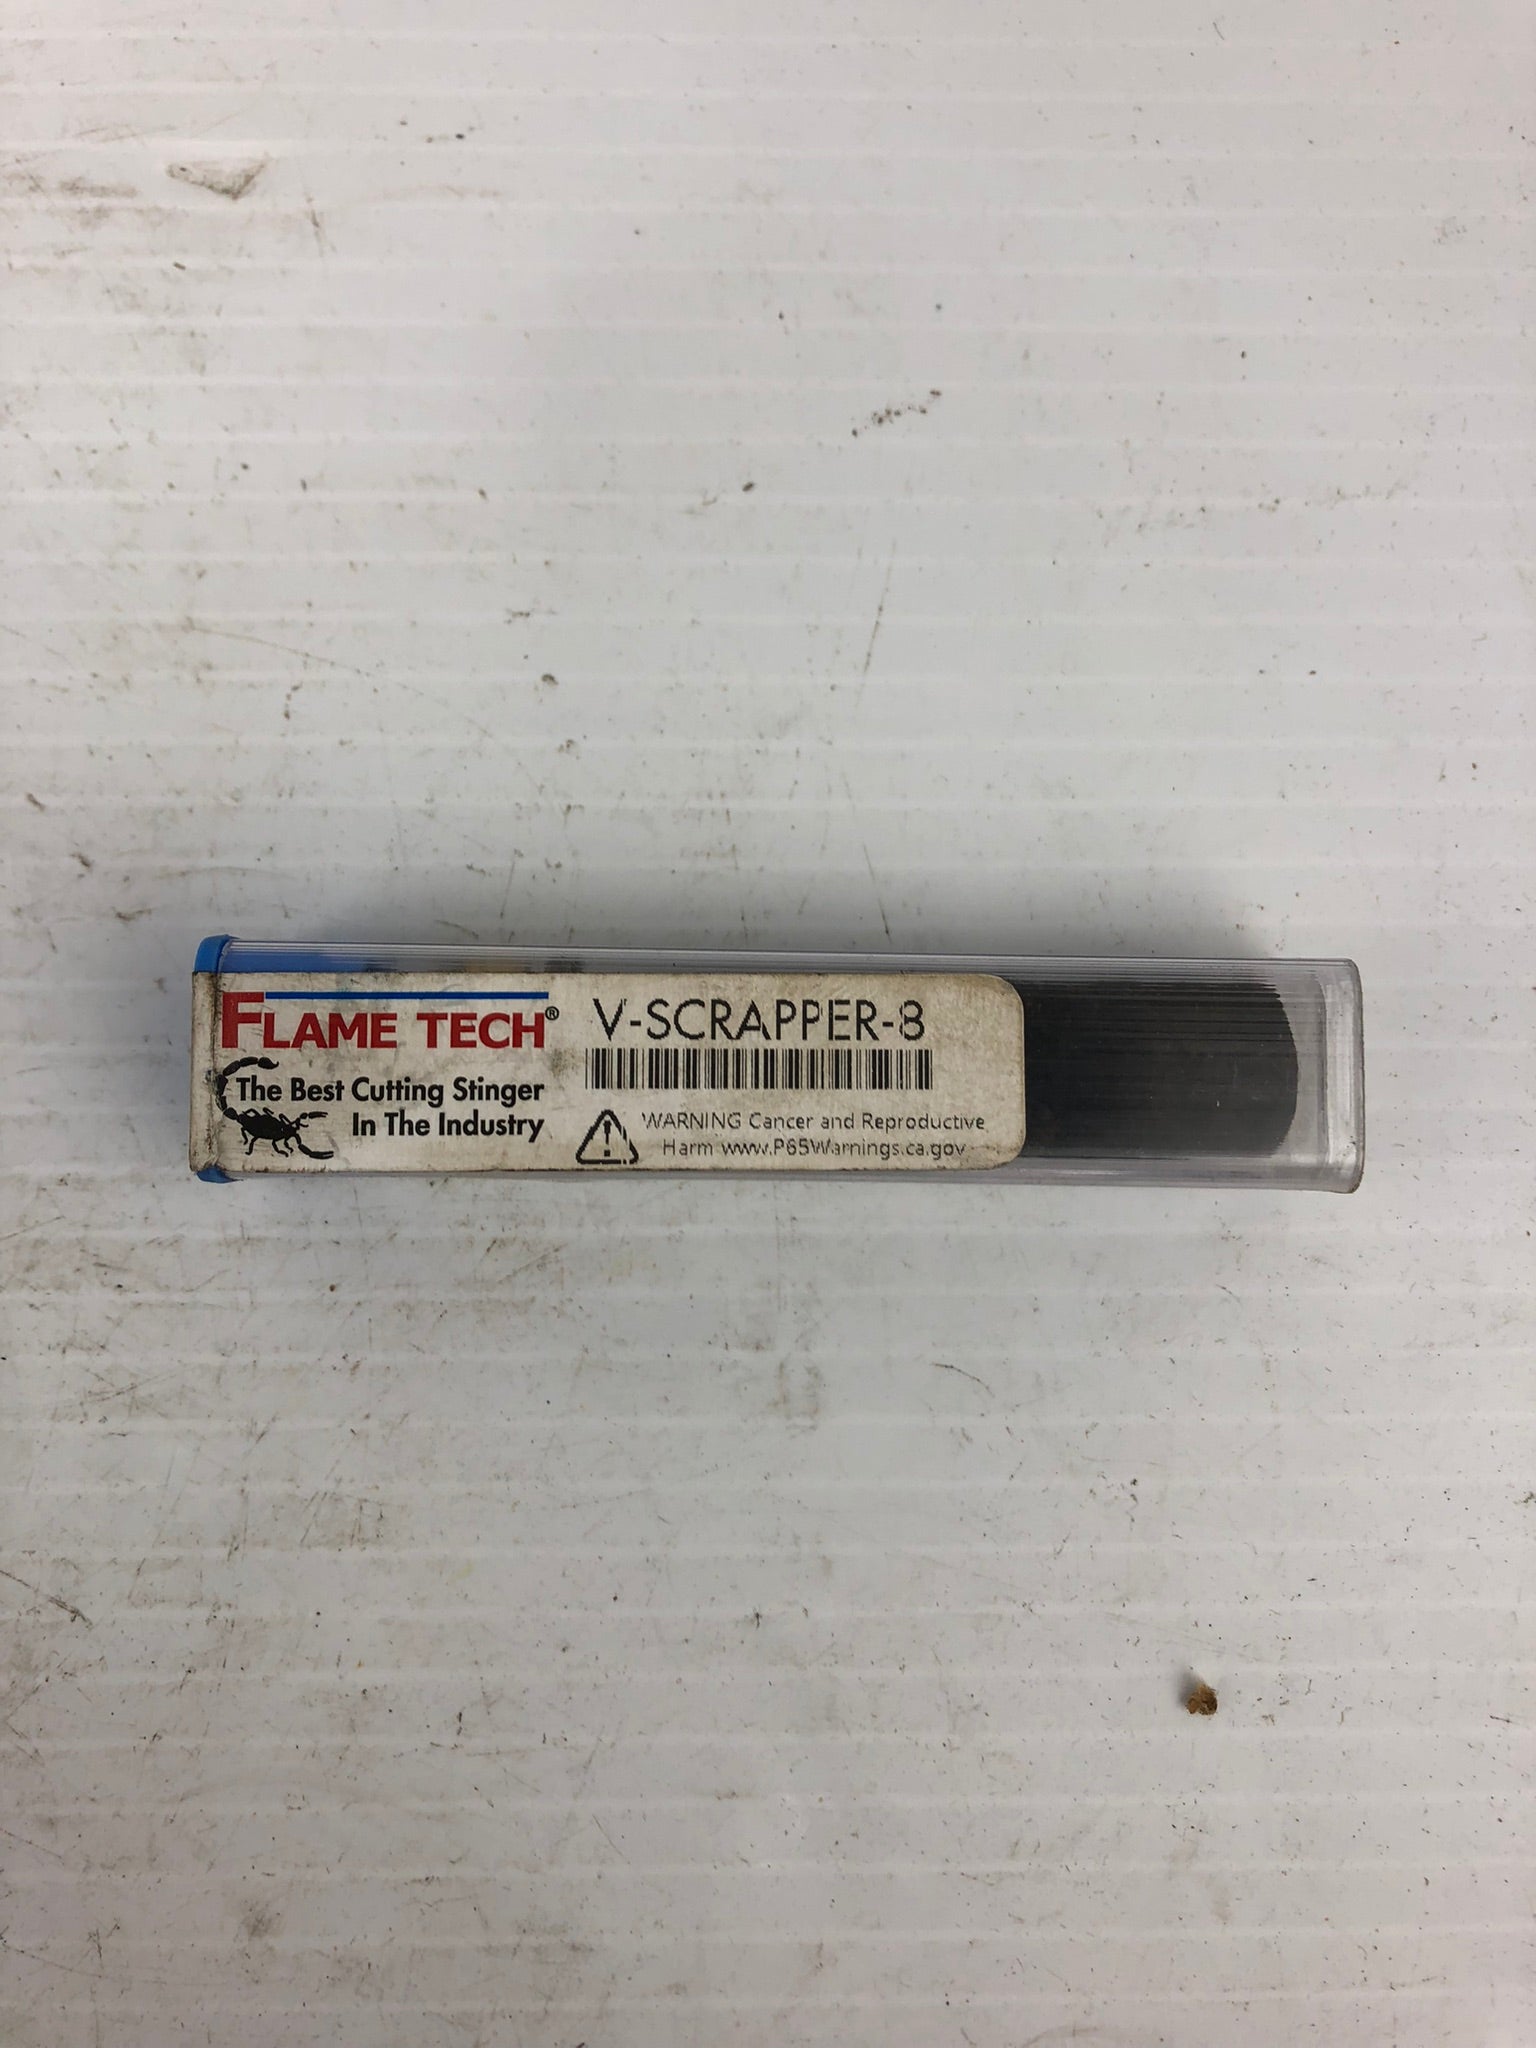 FLAME TECH®
The Best Cutting Stinger
In The Industry
V-SCRAPPER-8
WARNING Cancer and Reproductive
Harm www.P65Warnings.ca.gov